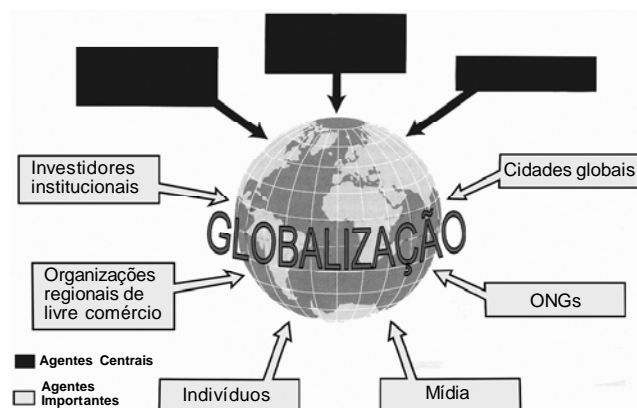 Investidores
institucionais
Cidades globais
GLOBALIZAÇÃO
Organizações
regionais de
livre comércio
ONGs
Agentes Centrais
Agentes
Importantes
Indivíduos
Mídia